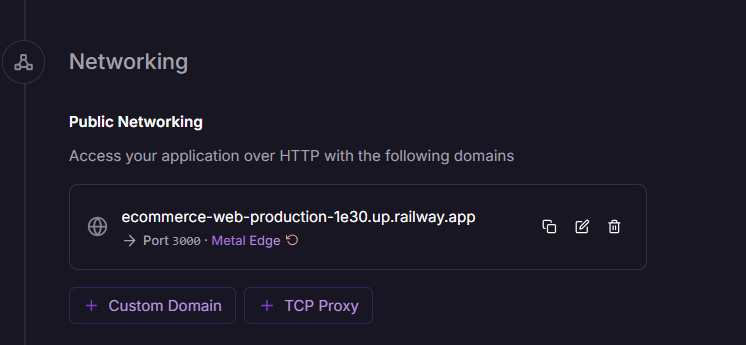 Networking
Public Networking
Access your application over HTTP with the following domains
ecommerce-web-production-1e30.up.railway.app
→ Port 3000 · Metal Edge
+ Custom Domain
+ TCP Proxy